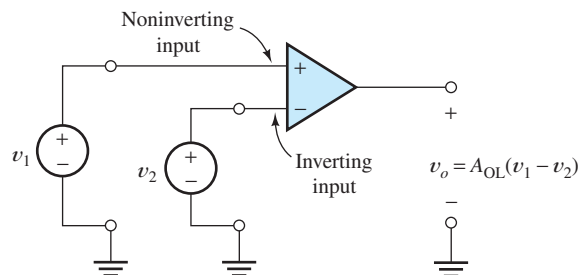 Noninverting
input
+
−
+
−
v1
+
−
v2
Inverting
input
+
vo = AOL(v1 − v2)
−